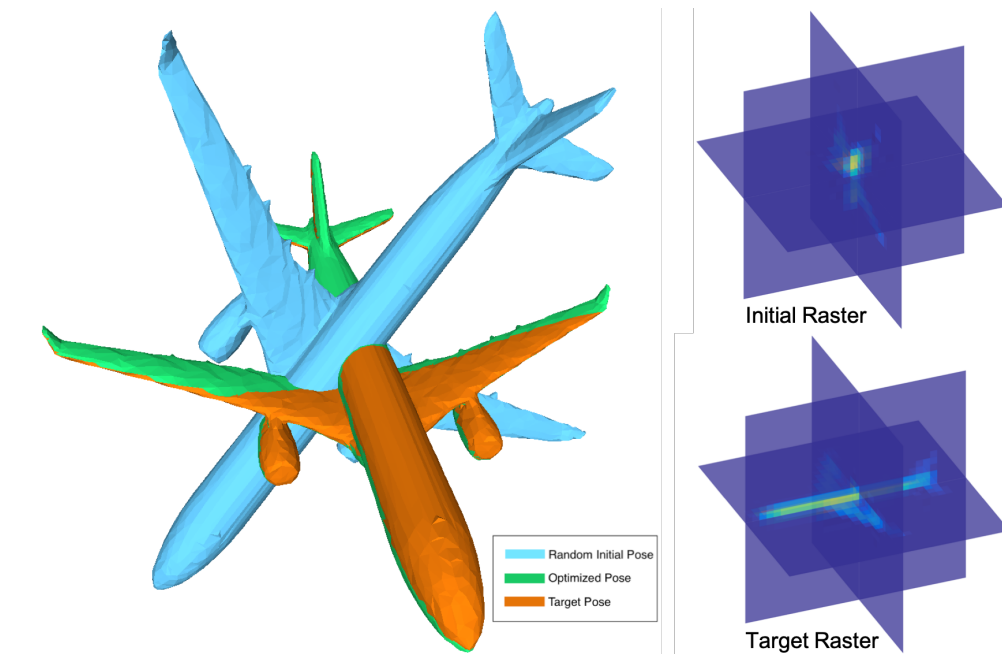 Random Initial Pose
Optimized Pose
Target Pose
Initial Raster
Target Raster